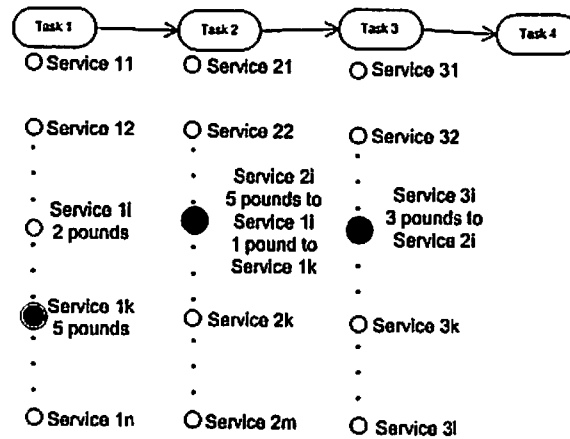 Task 1
Task 2
Task 3
Task 4
Service 11
Service 21
Service 31
Service 12
Service 22
Service 32
Service 1i
2 pounds
Service 2i
5 pounds to
Service 1i
1 pound to
Service 1k
Service 3i
3 pounds to
Service 2i
Service 1k
5 pounds
Service 2k
Service 3k
Service 1n
Service 2m
Service 3l